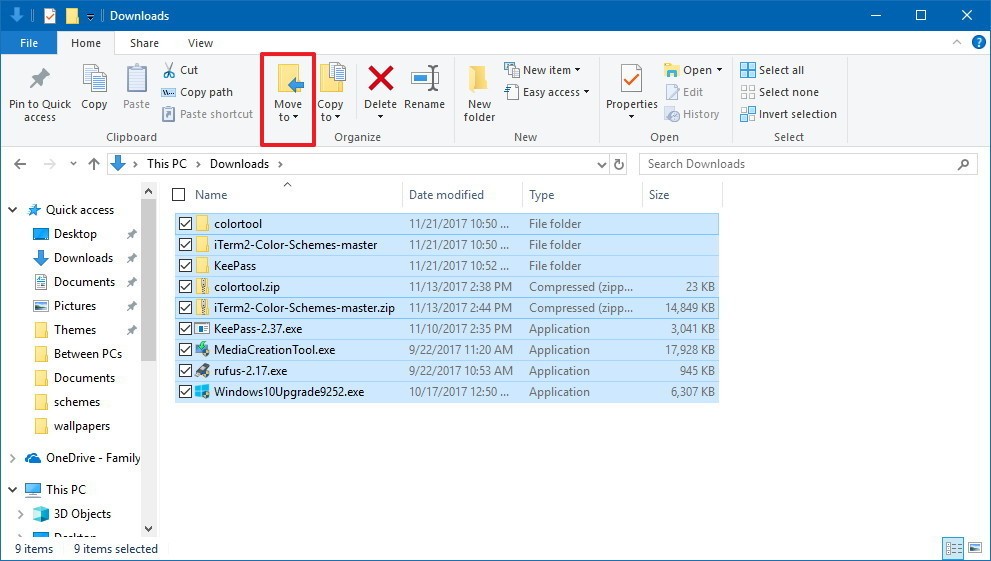 Downloads
File Home Share View
Pin to Quick access
Copy
Paste
Cut
Copy path
Paste shortcut
Clipboard
Move to
Copy to
Delete
Rename
Organize
New folder
New item
Easy access
New
Properties
Open
Edit
History
Open
Select all
Select none
Invert selection
Select
This PC > Downloads >
Search Downloads
Quick access
Desktop
Downloads
Documents
Pictures
Themes
Between PCs
Documents
schemes
wallpapers
OneDrive - Family
This PC
3D Objects
Desktop
Name Date modified Type Size
colortool 11/21/2017 10:50 ... File folder
iTerm2-Color-Schemes-master 11/21/2017 10:50 ... File folder
KeePass 11/21/2017 10:52 ... File folder
colortool.zip 11/13/2017 2:38 PM Compressed (zipp... 23 KB
iTerm2-Color-Schemes-master.zip 11/13/2017 2:44 PM Compressed (zipp... 14,849 KB
KeePass-2.37.exe 11/10/2017 2:35 PM Application 3,041 KB
MediaCreationTool.exe 9/22/2017 11:20 AM Application 17,928 KB
rufus-2.17.exe 9/22/2017 10:53 AM Application 945 KB
Windows10Upgrade9252.exe 10/17/2017 12:50 ... Application 6,307 KB
9 items 9 items selected